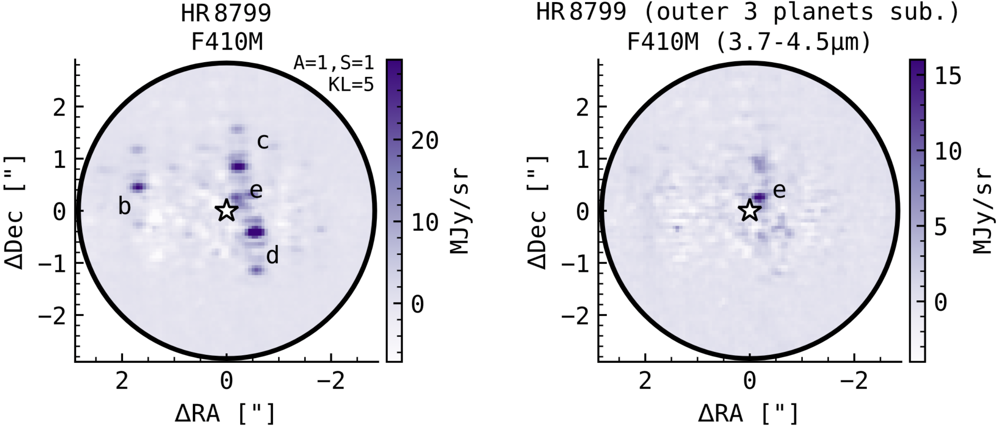 HR 8799
F410M
A=1,S=1
KL=5
ΔDec ["]
2
1
0
−1
−2
b
c
e
d
2
0
−2
ΔRA ["]
20
10
0
MJy/sr
HR 8799 (outer 3 planets sub.)
F410M (3.7-4.5μm)
ΔDec ["]
2
1
0
−1
−2
e
2
0
−2
ΔRA ["]
15
10
5
0
MJy/sr